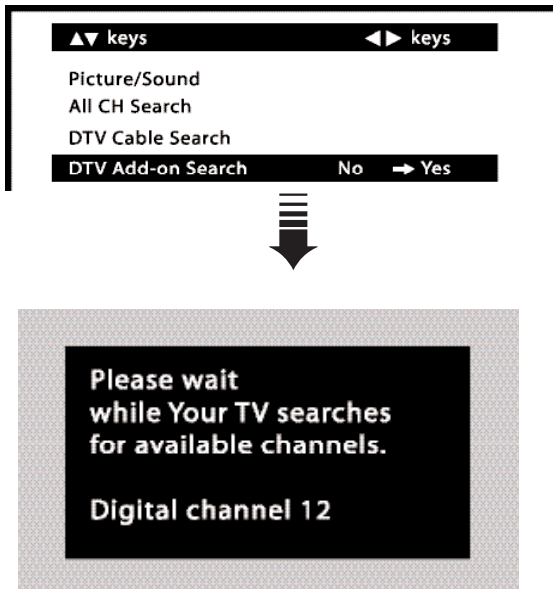 ▲▼ keys ◀▶ keys
Picture/Sound
All CH Search
DTV Cable Search
DTV Add-on Search No ➡ Yes
Please wait
while Your TV searches
for available channels.
Digital channel 12